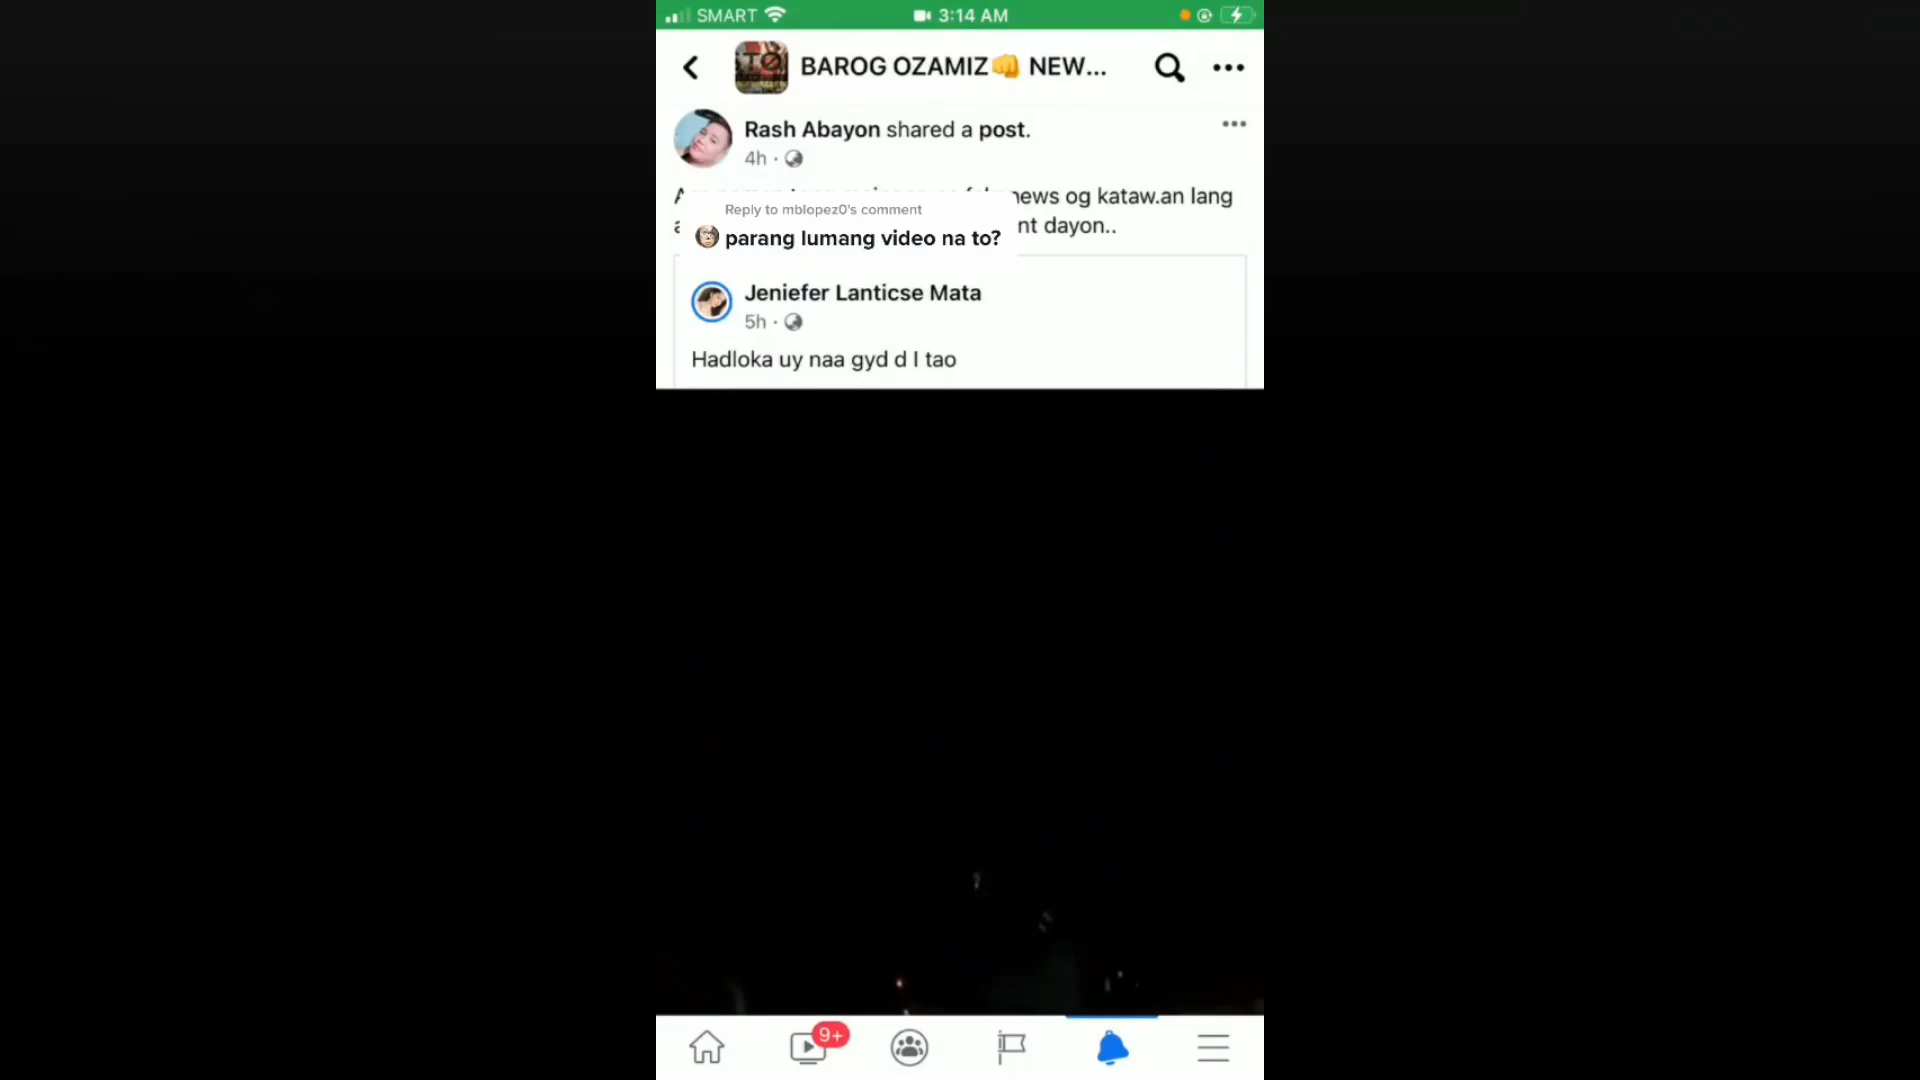 SMART
3:14 AM
BAROG OZAMIZ👊 NEW...
Rash Abayon shared a post.
4h ·
news og kataw.an lang
nt dayon..
Reply to mblopez0's comment
parang lumang video na to?
Jeniefer Lanticse Mata
5h ·
Hadloka uy naa gyd d I tao
9+